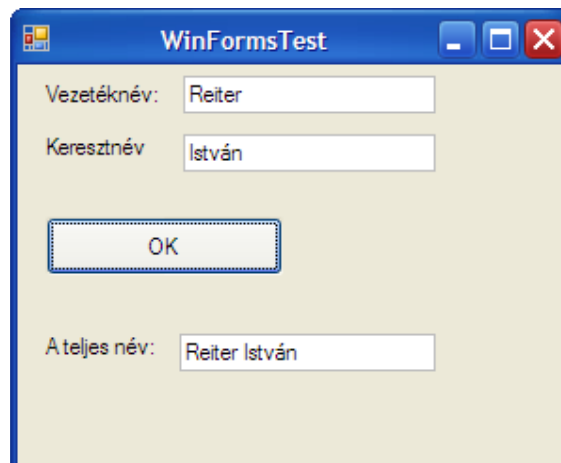 WinFormsTest
Vezetéknév: Reiter
Keresztnév István
OK
A teljes név: Reiter István